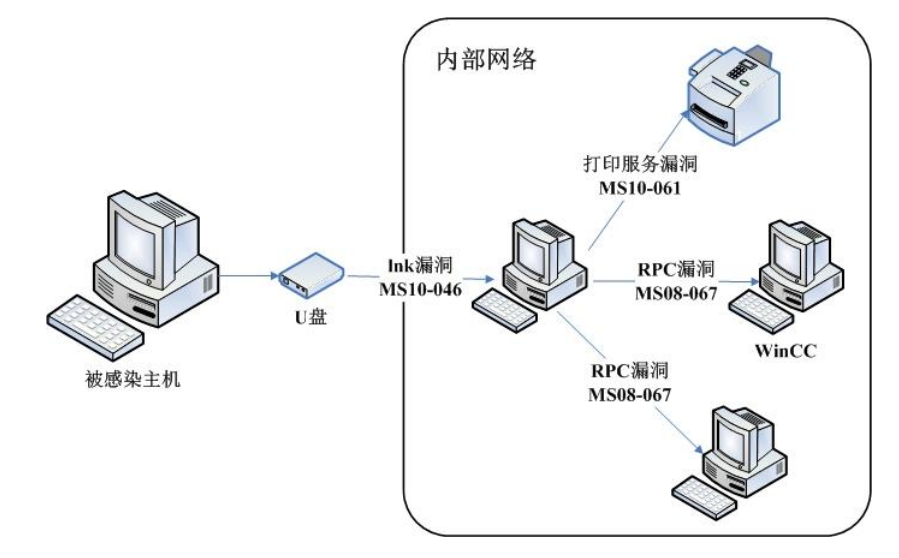 内部网络
打印服务漏洞
MS10-061
lnk漏洞
MS10-046
RPC漏洞
MS08-067
U盘
WinCC
被感染主机
RPC漏洞
MS08-067